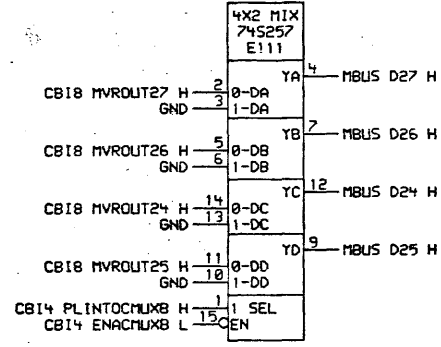 4X2 MIX
74S257
E111
CBI8 MVROUT27 H 2 0-DA YA 4 MBUS D27 H
GND 3 1-DA
CBI8 MVROUT26 H 5 0-DB YB 7 MBUS D26 H
GND 6 1-DB
CBI8 MVROUT24 H 14 0-DC YC 12 MBUS D24 H
GND 13 1-DC
CBI8 MVROUT25 H 11 0-DD YD 9 MBUS D25 H
GND 10 1-DD
CBI4 PLINTOCMUXB H 1 1 SEL
CBI4 ENACMUXB L 15 EN